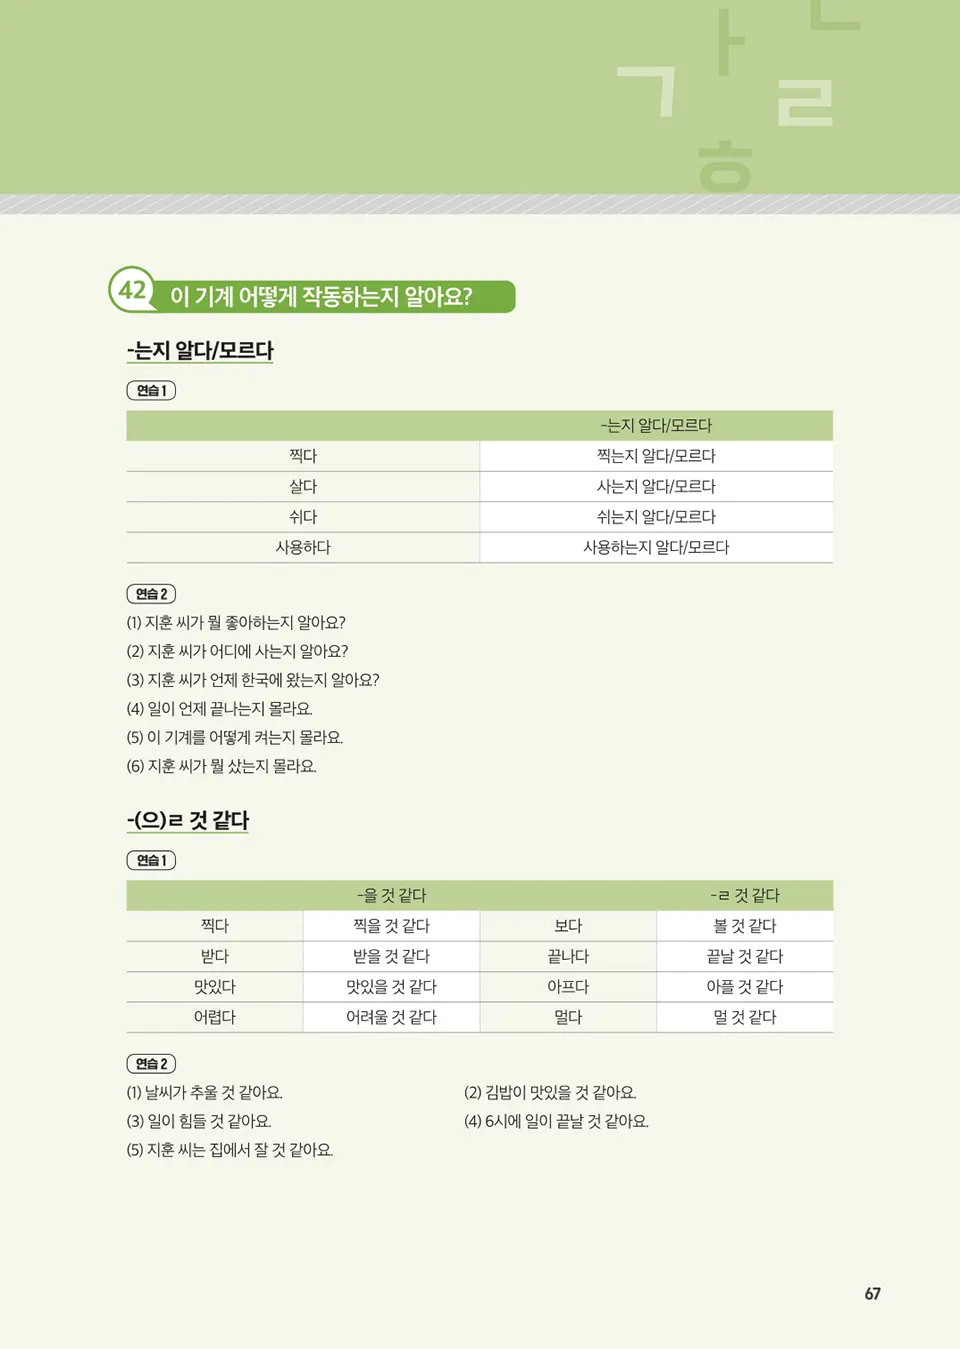 ㄱ ㅏ ㄴ ㄹ ㅎ
42 이 기계 어떻게 작동하는지 알아요?
-는지 알다/모르다
연습 1
-는지 알다/모르다
찍다 찍는지 알다/모르다
살다 사는지 알다/모르다
쉬다 쉬는지 알다/모르다
사용하다 사용하는지 알다/모르다
연습 2
(1) 지훈 씨가 뭘 좋아하는지 알아요?
(2) 지훈 씨가 어디에 사는지 알아요?
(3) 지훈 씨가 언제 한국에 왔는지 알아요?
(4) 일이 언제 끝나는지 몰라요.
(5) 이 기계를 어떻게 켜는지 몰라요.
(6) 지훈 씨가 뭘 샀는지 몰라요.
-(으)ㄹ 것 같다
연습 1
-을 것 같다 -ㄹ 것 같다
찍다 찍을 것 같다 보다 볼 것 같다
받다 받을 것 같다 끝나다 끝날 것 같다
맛있다 맛있을 것 같다 아프다 아플 것 같다
어렵다 어려울 것 같다 멀다 멀 것 같다
연습 2
(1) 날씨가 추울 것 같아요. (2) 김밥이 맛있을 것 같아요.
(3) 일이 힘들 것 같아요. (4) 6시에 일이 끝날 것 같아요.
(5) 지훈 씨는 집에서 잘 것 같아요.
67